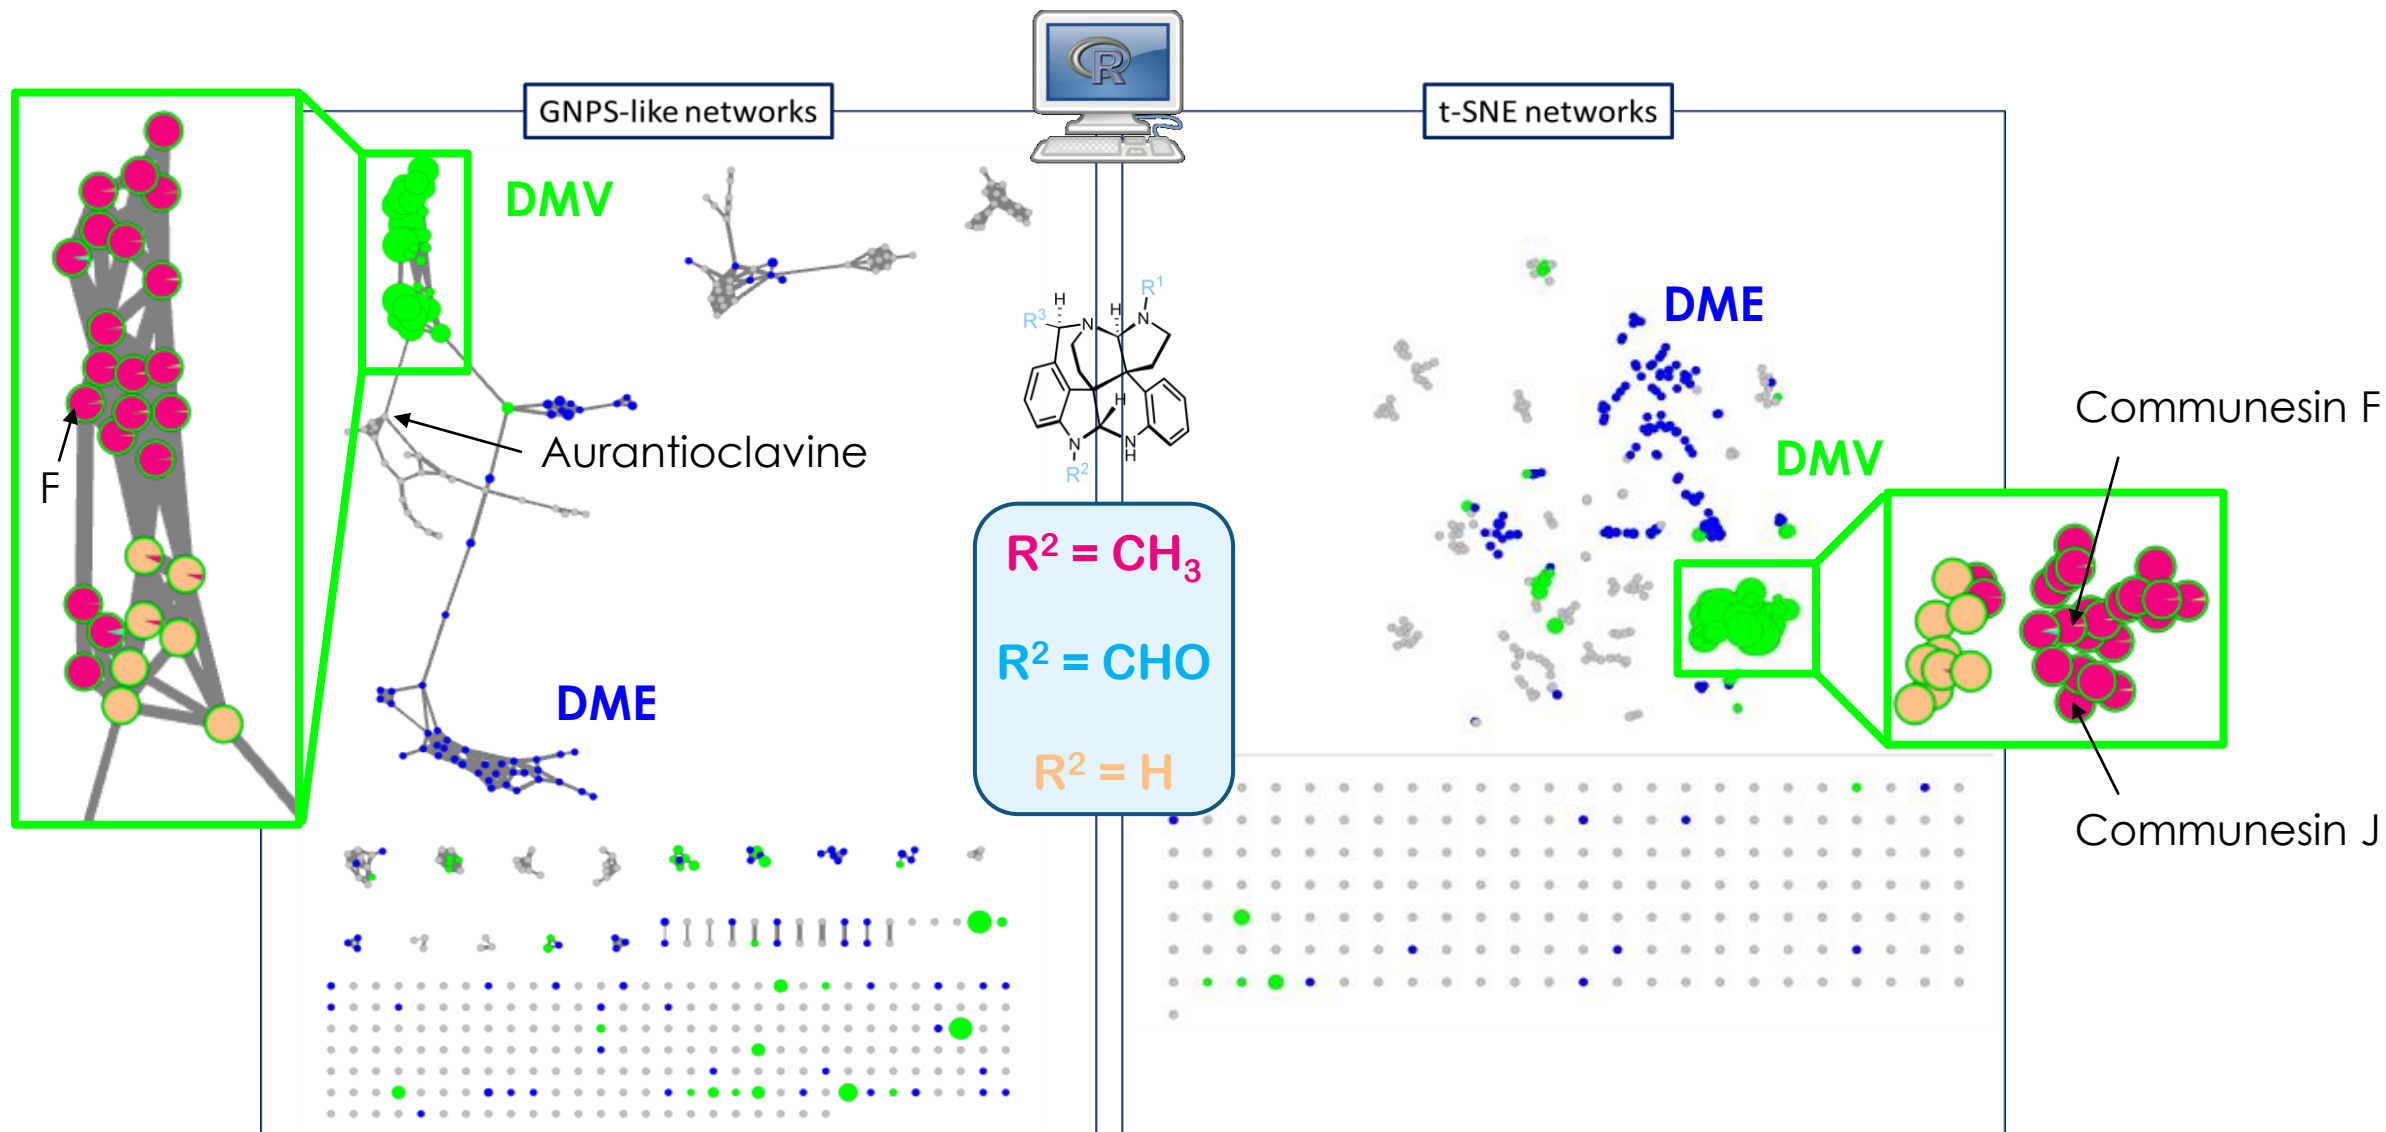 GNPS-like networks
R
t-SNE networks
DMV
DME
DMV
Aurantioclavine
F
DME
H
R³
N
H
N
R¹
H
N
R²
N
H
R² = CH₃
R² = CHO
R² = H
Communesin F
Communesin J